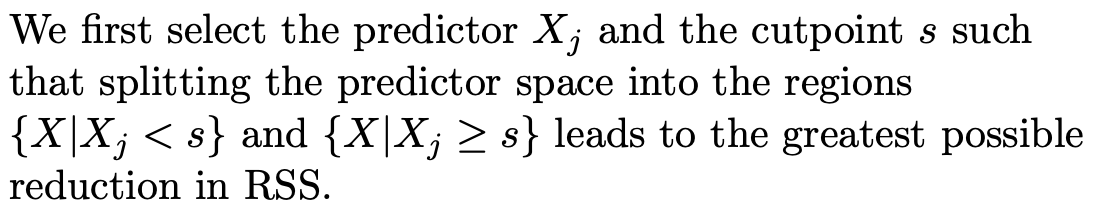 We first select the predictor X_j and the cutpoint s such
that splitting the predictor space into the regions
{X|X_j < s} and {X|X_j ≥ s} leads to the greatest possible
reduction in RSS.